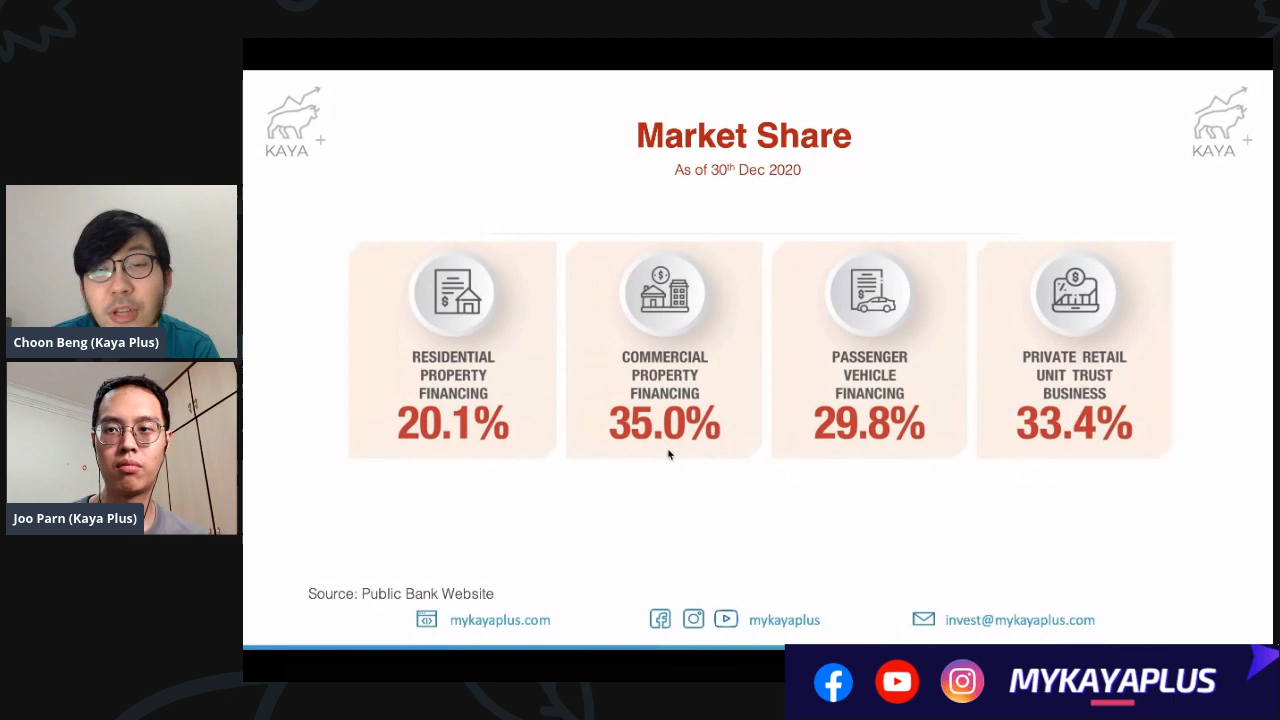 KAYA
KAYA
Market Share
As of 30th Dec 2020
RESIDENTIAL
PROPERTY
FINANCING
20.1%
COMMERCIAL
PROPERTY
FINANCING
35.0%
PASSENGER
VEHICLE
FINANCING
29.8%
PRIVATE RETAIL
UNIT TRUST
BUSINESS
33.4%
Choon Beng (Kaya Plus)
Joo Parn (Kaya Plus)
Source: Public Bank Website
mykayaplus.com
mykayaplus
invest@mykayaplus.com
MYKAYAPLUS